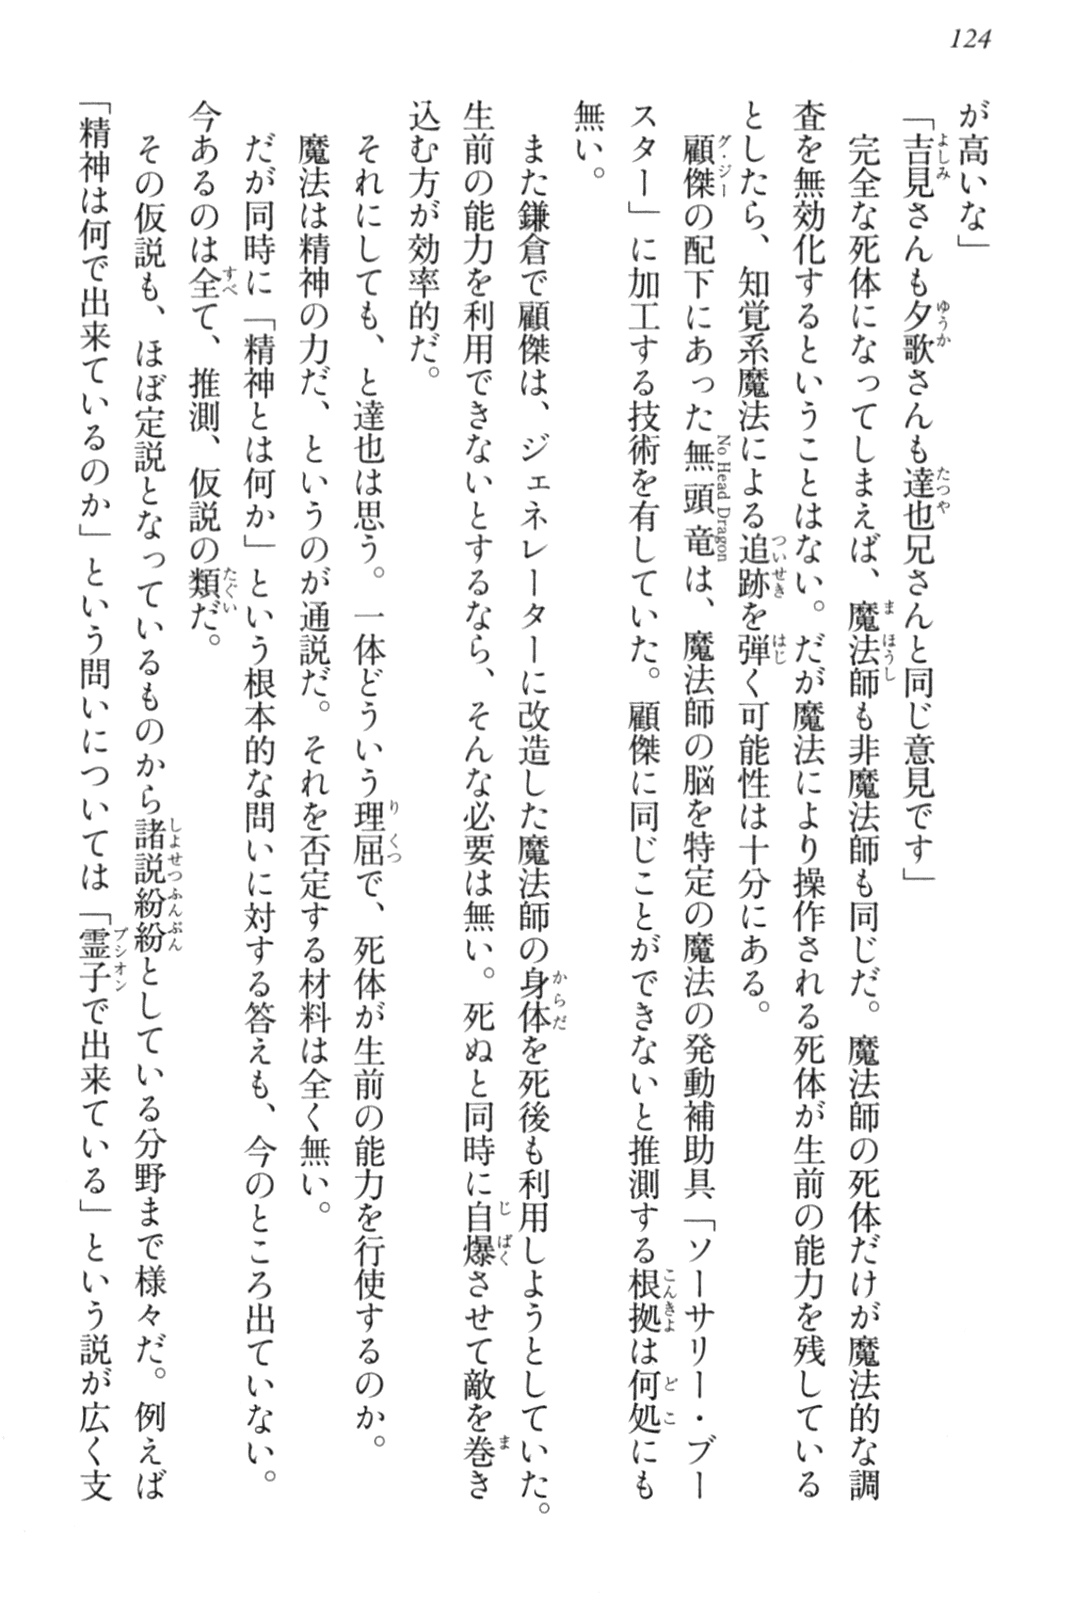 124
が高いな」
「吉見さんも夕歌さんも達也兄さんと同じ意見です」
完全な死体になってしまえば、魔法師も非魔法師も同じだ。魔法師の死体だけが魔法的な調
査を無効化するということはない。だが魔法により操作される死体が生前の能力を残している
としたら、知覚系魔法による追跡を弾く可能性は十分にある。
顧傑の配下にあった無頭竜は、魔法師の脳を特定の魔法の発動補助具「ソーサリー・ブー
スター」に加工する技術を有していた。顧傑に同じことができないと推測する根拠は何処にも
無い。
また鎌倉で顧傑は、ジェネレーターに改造した魔法師の身体を死後も利用しようとしていた。
生前の能力を利用できないとするなら、そんな必要は無い。死ぬと同時に自爆させて敵を巻き
込む方が効率的だ。
それにしても、と達也は思う。一体どういう理屈で、死体が生前の能力を行使するのか。
魔法は精神の力だ、というのが通説だ。それを否定する材料は全く無い。
だが同時に「精神とは何か」という根本的な問いに対する答えも、今のところ出ていない。
今あるのは全て、推測、仮説の類だ。
その仮説も、ほぼ定説となっているものから諸説紛紛としている分野まで様々だ。例えば
「精神は何で出来ているのか」という問いについては「霊子で出来ている」という説が広く支